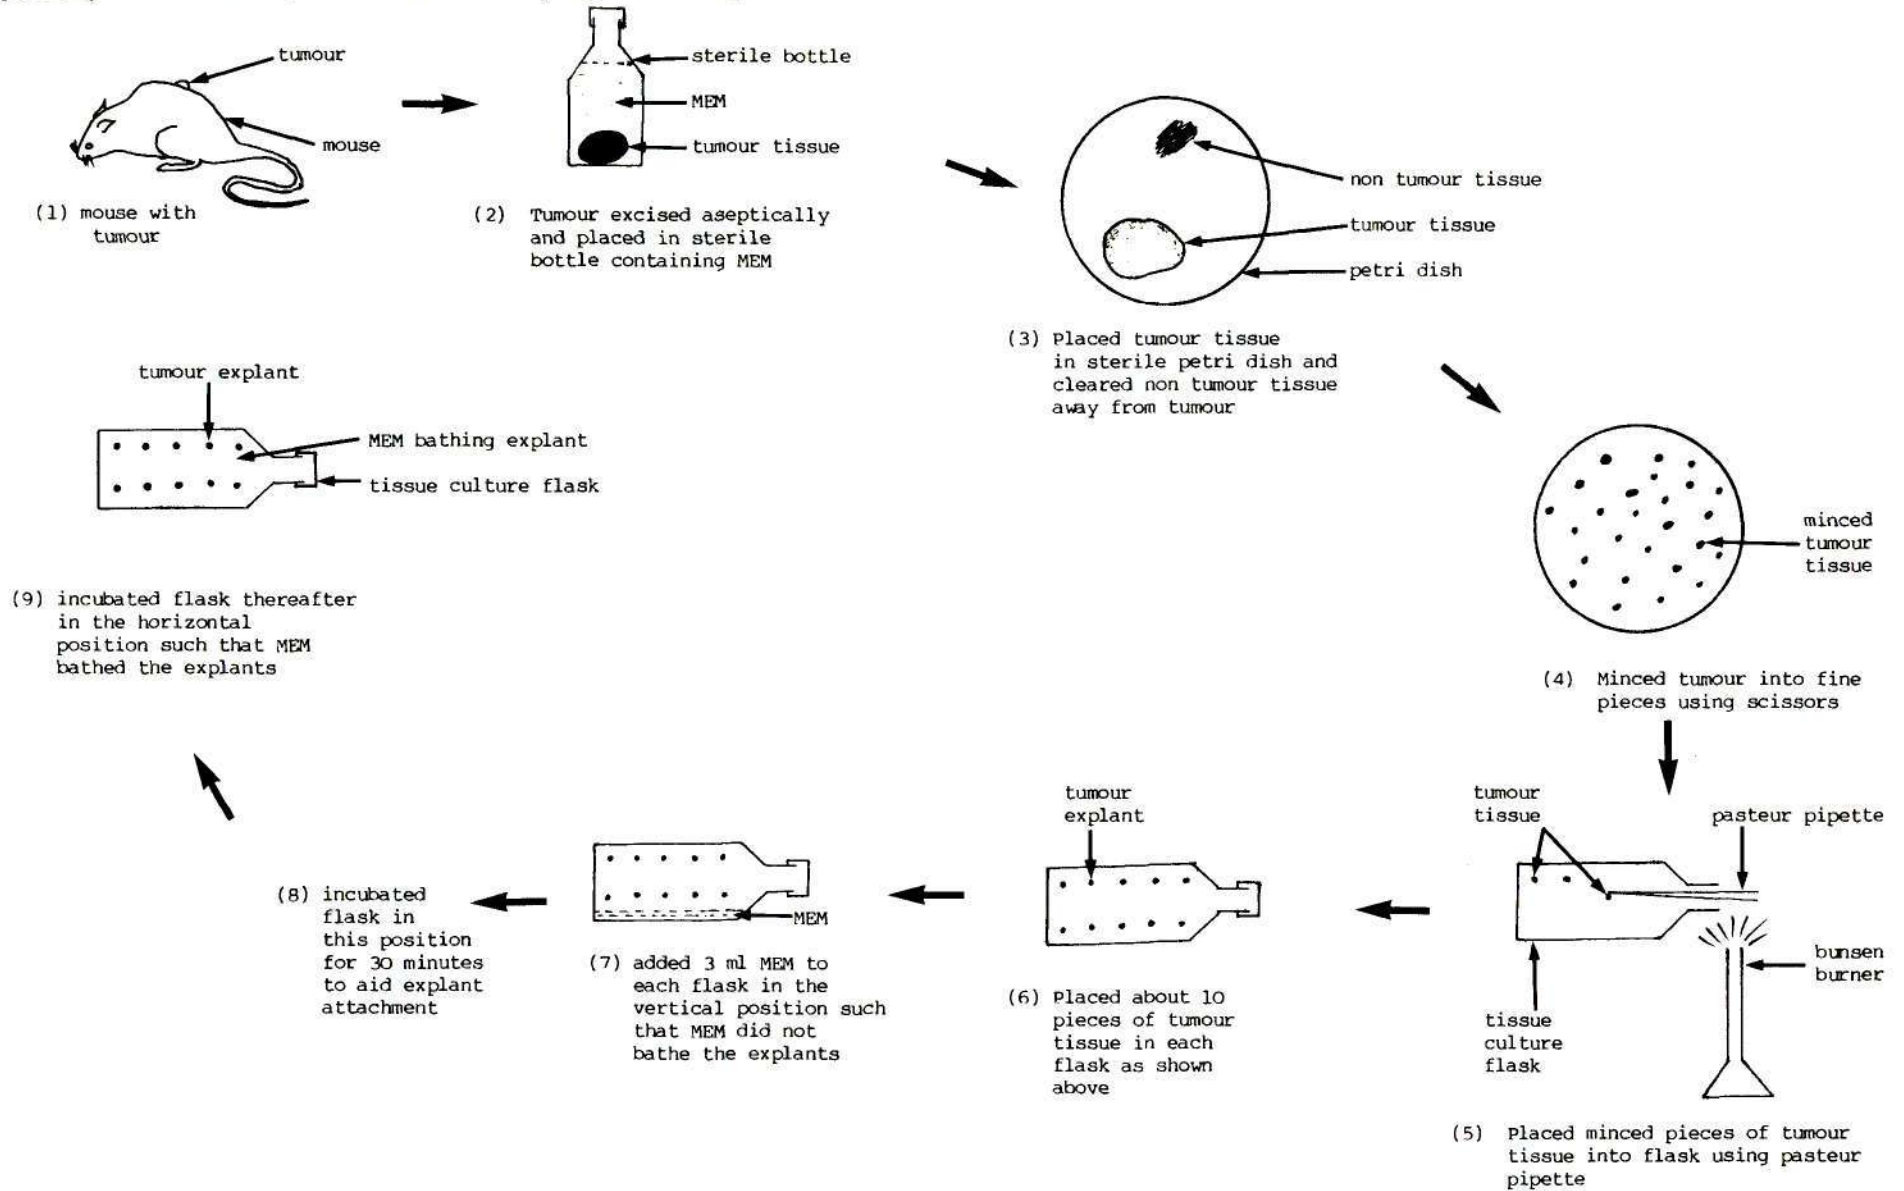 tumour
mouse
(1) mouse with
tumour
sterile bottle
MEM
tumour tissue
(2) Tumour excised aseptically
and placed in sterile
bottle containing MEM
non tumour tissue
tumour tissue
petri dish
(3) Placed tumour tissue
in sterile petri dish and
cleared non tumour tissue
away from tumour
minced
tumour
tissue
(4) Minced tumour into fine
pieces using scissors
tumour
tissue
pasteur pipette
bunsen
burner
tissue
culture
flask
(5) Placed minced pieces of tumour
tissue into flask using pasteur
pipette
tumour
explant
(6) Placed about 10
pieces of tumour
tissue in each
flask as shown
above
MEM
(7) added 3 ml MEM to
each flask in the
vertical position such
that MEM did not
bathe the explants
(8) incubated
flask in
this position
for 30 minutes
to aid explant
attachment
tumour explant
MEM bathing explant
tissue culture flask
(9) incubated flask thereafter
in the horizontal
position such that MEM
bathed the explants